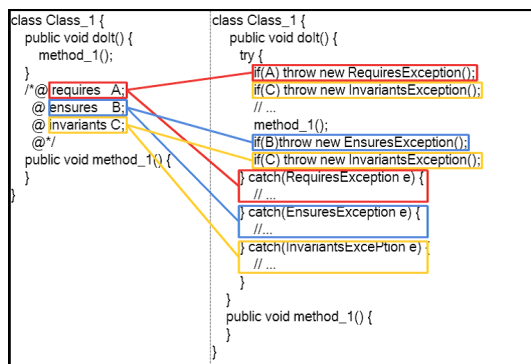 class Class_1 {
public void doIt() {
method_1();
}
/*@ requires A;
@ ensures B;
@ invariants C;
@*/
public void method_1() {
}
}
class Class_1 {
public void doIt() {
try {
if(A) throw new RequiresException();
if(C) throw new InvariantsException();
// ...
method_1();
if(B)throw new EnsuresException();
if(C) throw new InvariantsException();
} catch(RequiresException e) {
// ...
} catch(EnsuresException e) {
//...
} catch(InvariantsExcePtion e) {
// ...
}
}
public void method_1() {
}
}